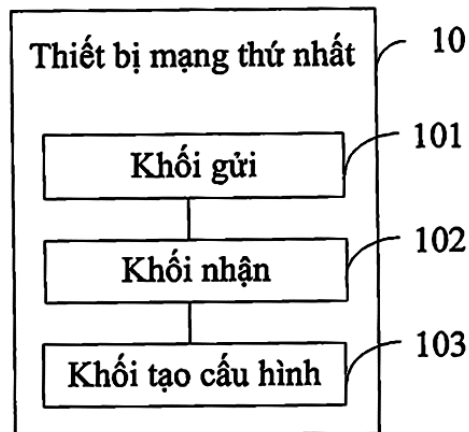 Thiết bị mạng thứ nhất
10
Khối gửi
101
Khối nhận
102
Khối tạo cấu hình
103